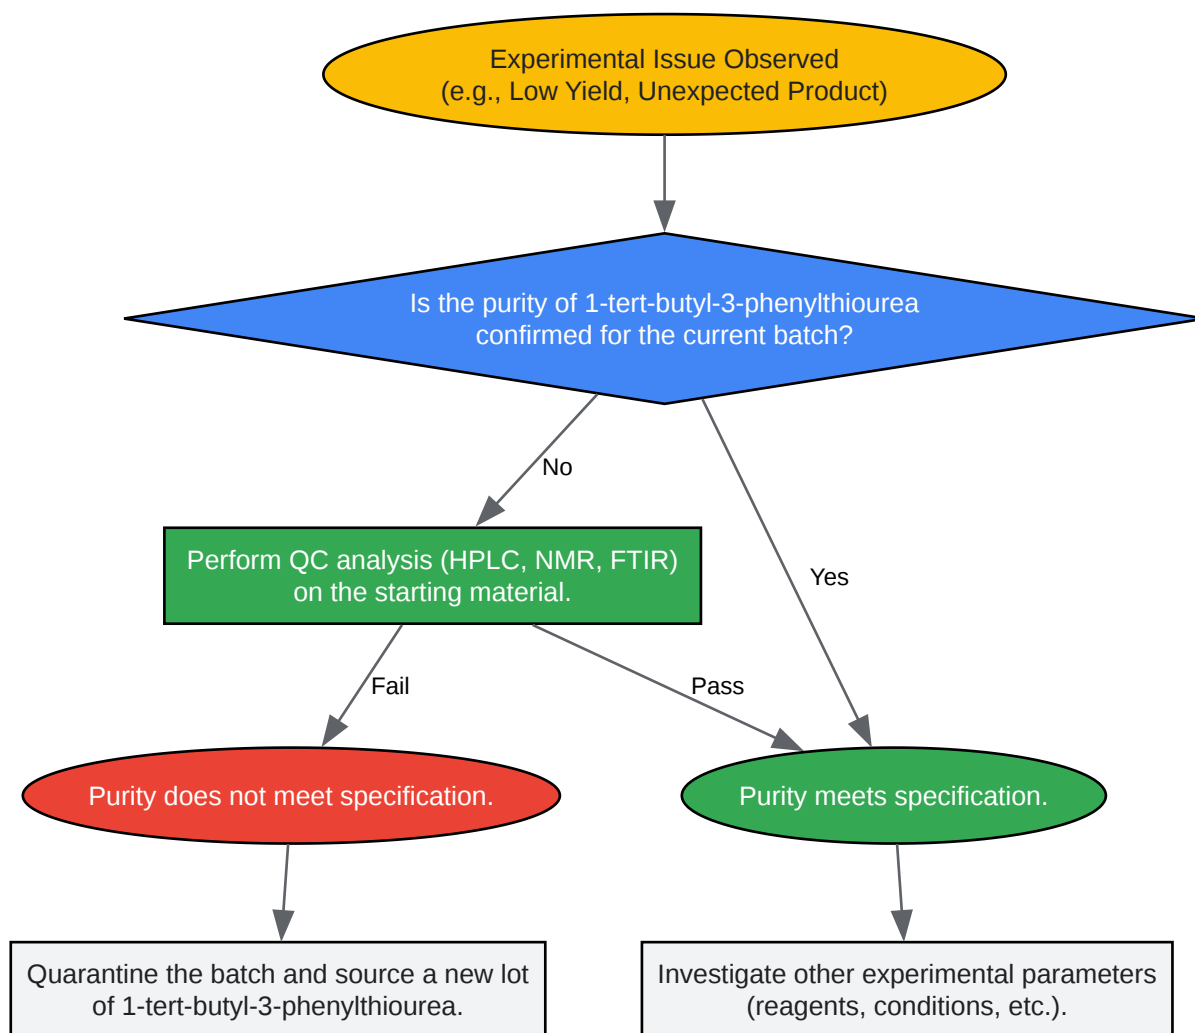 Experimental Issue Observed
(e.g., Low Yield, Unexpected Product)
Is the purity of 1-tert-butyl-3-phenylthiourea
confirmed for the current batch?
No
Yes
Perform QC analysis (HPLC, NMR, FTIR)
on the starting material.
Fail
Pass
Purity does not meet specification.
Purity meets specification.
Quarantine the batch and source a new lot
of 1-tert-butyl-3-phenylthiourea.
Investigate other experimental parameters
(reagents, conditions, etc.).